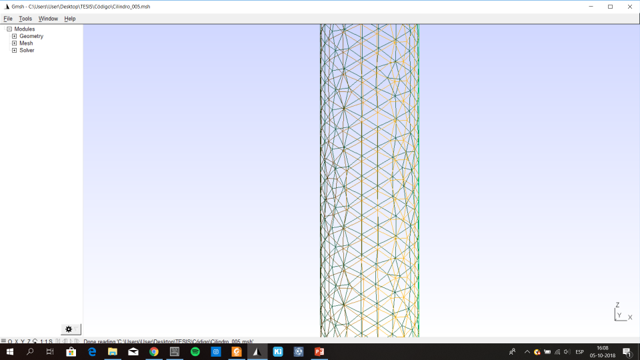 Gmsh - C:\Users\User\Desktop\TESIS\Código\Cilindro_005.msh
File Tools Window Help
Modules
Geometry
Mesh
Solver
Z
Y X
O X Y Z 1:1 S Done reading 'C:\Users\User\Desktop\TESIS\Código\Cilindro_005.msh'
ESP
16:08
05-10-2018